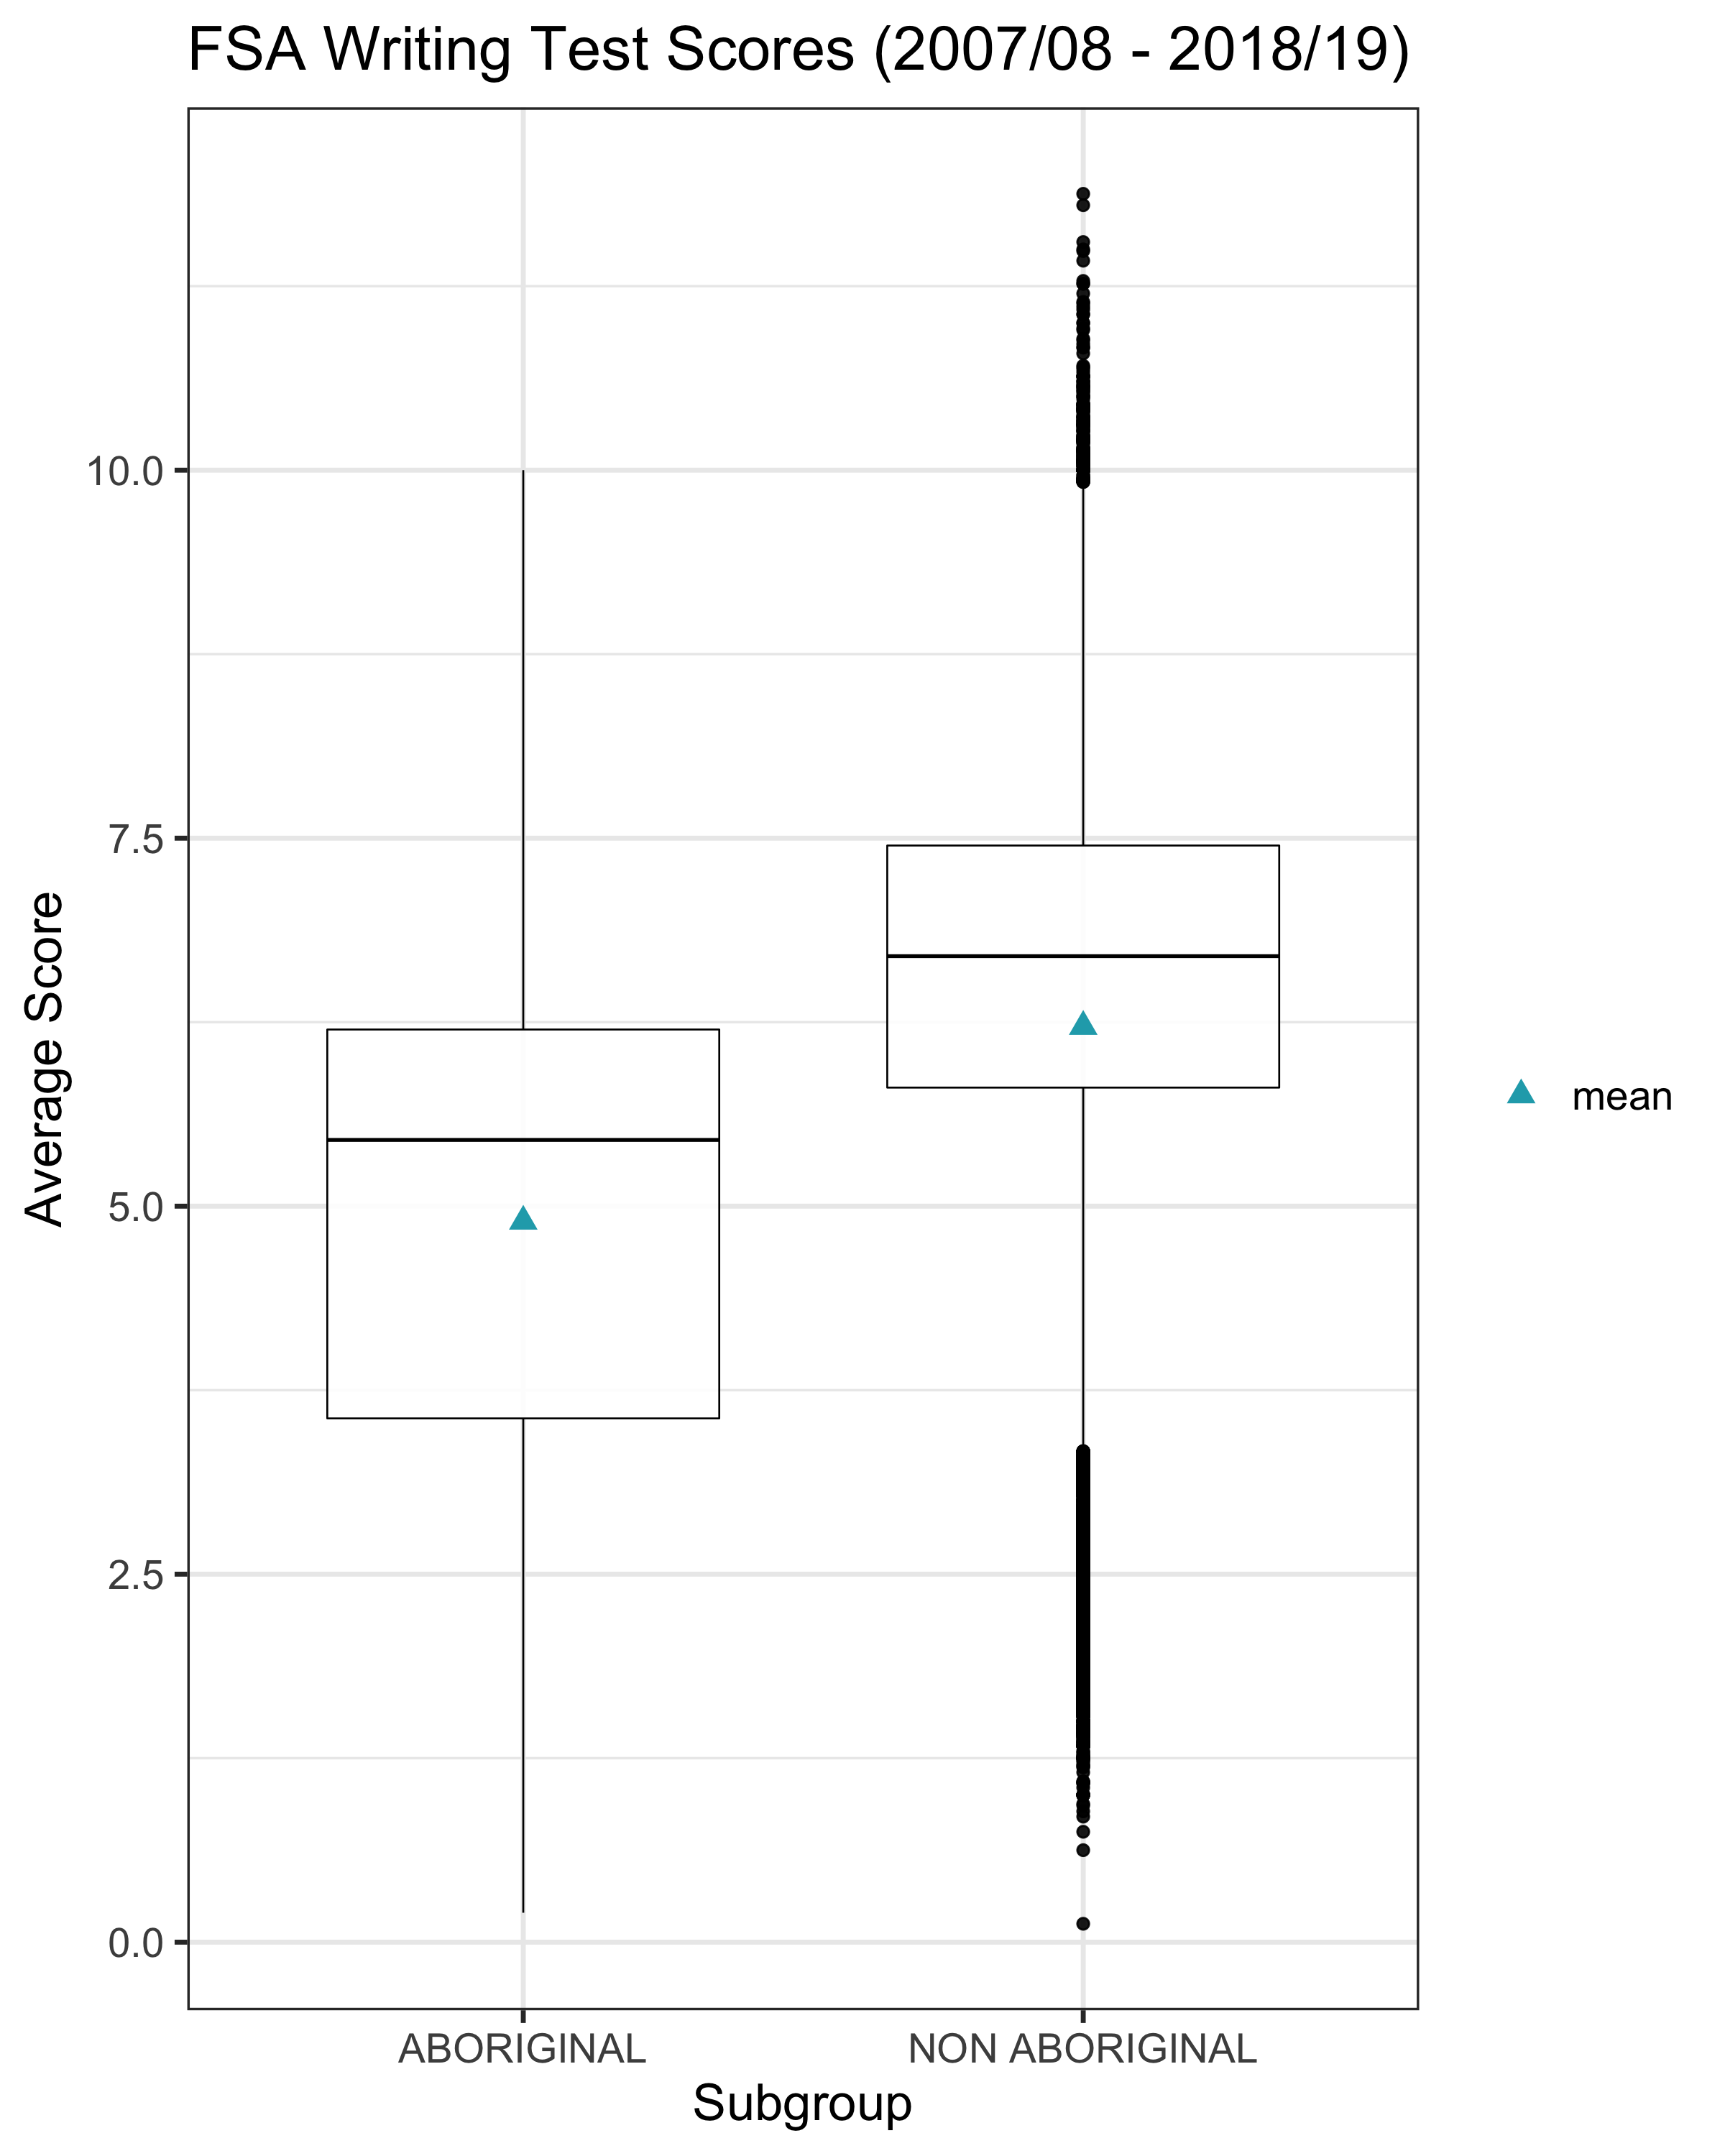 FSA Writing Test Scores (2007/08 - 2018/19)
Average Score
10.0
7.5
5.0
2.5
0.0
mean
ABORIGINAL
NON ABORIGINAL
Subgroup